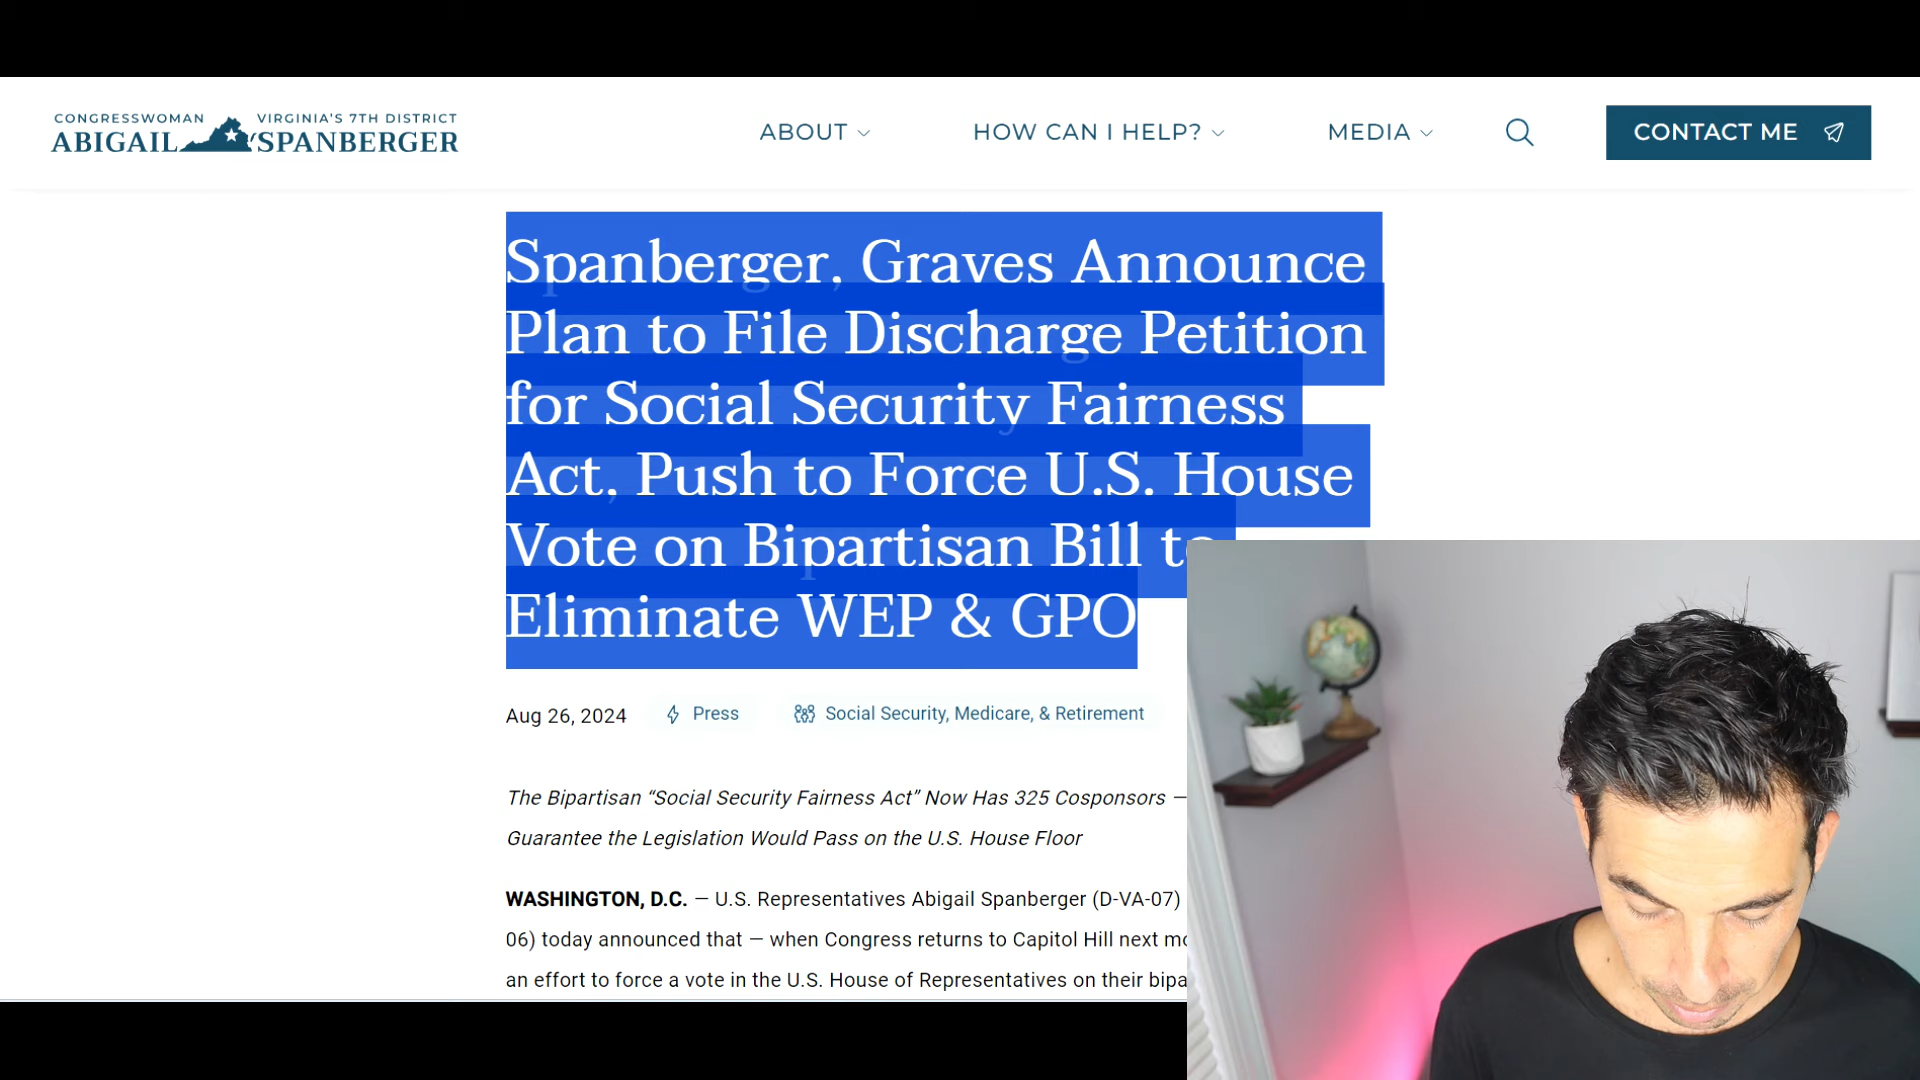 CONGRESSWOMAN VIRGINIA'S 7TH DISTRICT
ABIGAIL SPANBERGER
ABOUT HOW CAN I HELP? MEDIA CONTACT ME
Spanberger, Graves Announce
Plan to File Discharge Petition
for Social Security Fairness
Act, Push to Force U.S. House
Vote on Bipartisan Bill to
Eliminate WEP & GPO
Aug 26, 2024 Press Social Security, Medicare, & Retirement
The Bipartisan “Social Security Fairness Act” Now Has 325 Cosponsors —
Guarantee the Legislation Would Pass on the U.S. House Floor
WASHINGTON, D.C. — U.S. Representatives Abigail Spanberger (D-VA-07)
06) today announced that — when Congress returns to Capitol Hill next
an effort to force a vote in the U.S. House of Representatives on their